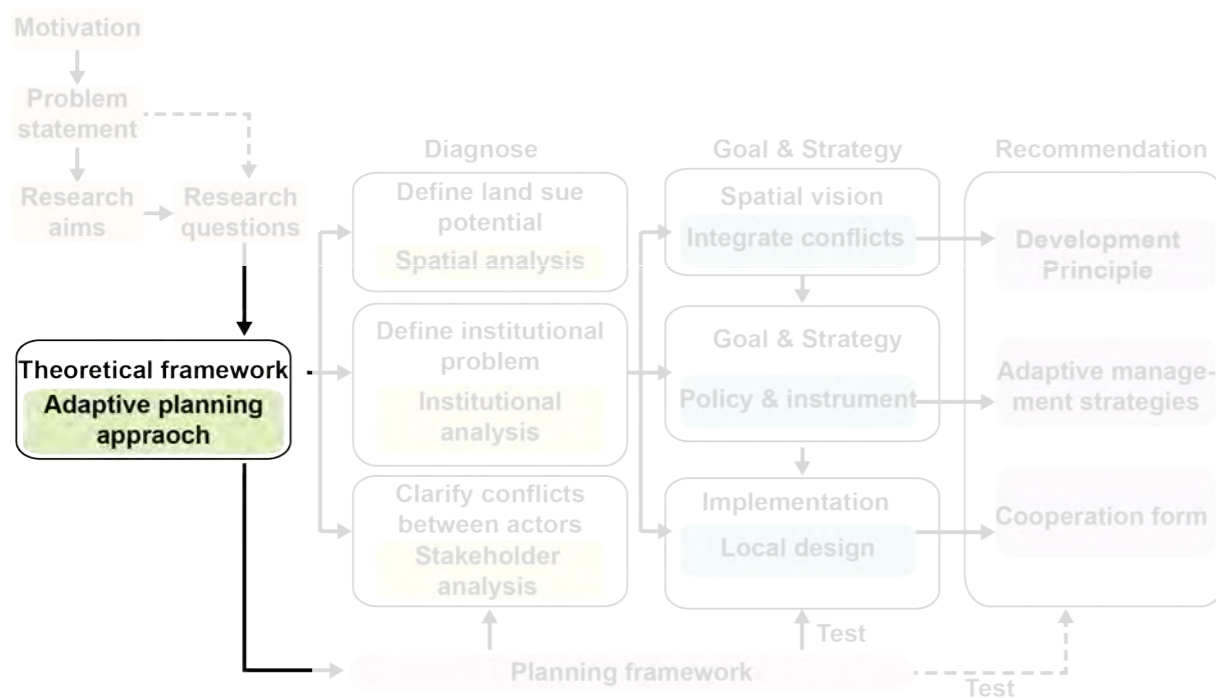 Motivation
Problem
statement
Research
aims
Research
questions
Theoretical framework
Adaptive planning
appraoch
Diagnose
Define land sue
potential
Spatial analysis
Define institutional
problem
Institutional
analysis
Clarify conflicts
between actors
Stakeholder
analysis
Goal & Strategy
Spatial vision
Integrate conflicts
Goal & Strategy
Policy & instrument
Implementation
Local design
Recommendation
Development
Principie
Adaptive manage-
ment strategies
Cooperation form
Test
Planning framework
Test